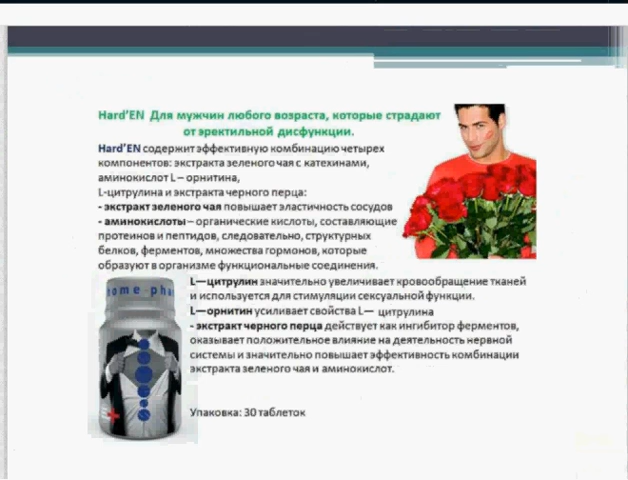 Hard'EN Для мужчин любого возраста, которые страдают
от эректильной дисфункции.
Hard'EN содержит эффективную комбинацию четырех
компонентов: экстракта зеленого чая с катехинами,
аминокислот L – орнитина,
L-цитрулина и экстракта черного перца:
- экстракт зеленого чая повышает эластичность сосудов
- аминокислоты – органические кислоты, составляющие
протеинов и пептидов, следовательно, структурных
белков, ферментов, множества гормонов, которые
образуют в организме функциональные соединения.
L—цитрулин значительно увеличивает кровообращение тканей
и используется для стимуляции сексуальной функции.
L—орнитин усиливает свойства L— цитрулина
- экстракт черного перца действует как ингибитор ферментов,
оказывает положительное влияние на деятельность нервной
системы и значительно повышает эффективность комбинации
экстракта зеленого чая и аминокислот.
Упаковка: 30 таблеток
ome pha